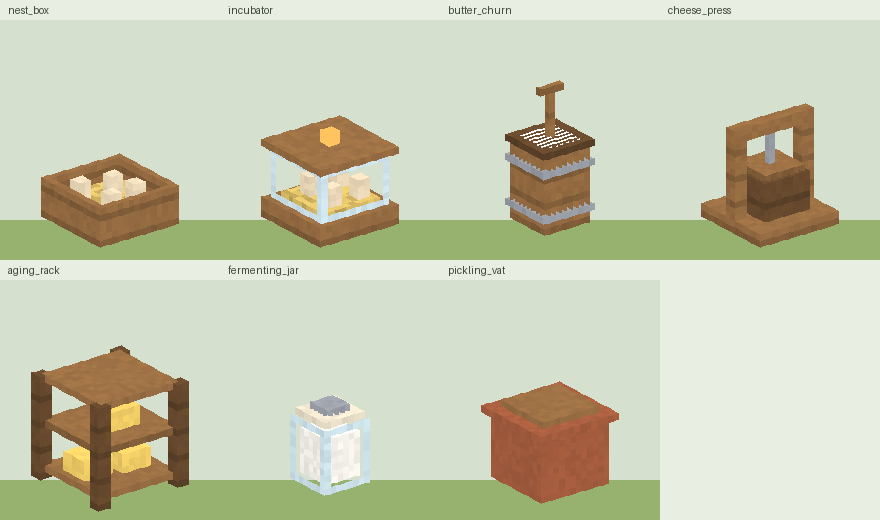 nest_box
incubator
butter_churn
cheese_press
aging_rack
fermenting_jar
pickling_vat